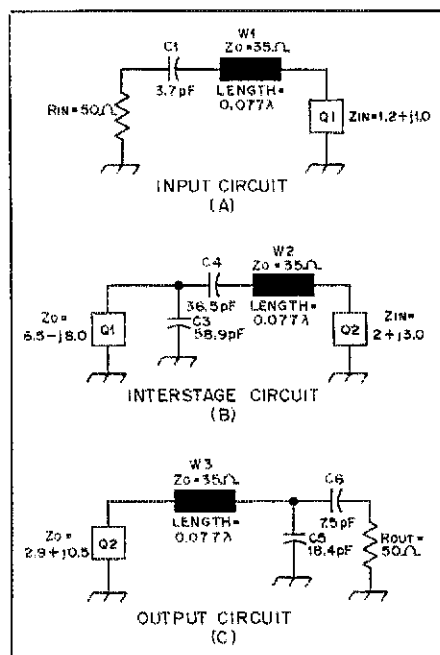 C1
3.7pF
W1
Zo=35Ω
LENGTH=
0.077λ
RIN=50Ω
Q1
ZIN=1.2+j1.0
INPUT CIRCUIT
(A)
C4
36.5pF
W2
Zo=35Ω
LENGTH=
0.077λ
Zo=
6.5-j8.0
Q1
C3
58.9pF
Q2
ZIN=
2+j3.0
INTERSTAGE CIRCUIT
(B)
W3
Zo=35Ω
LENGTH=
0.077λ
C6
7.5pF
Zo=
2.9+j0.5
Q2
C5
18.4pF
ROUT=
50Ω
OUTPUT CIRCUIT
(C)